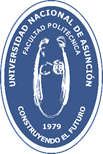 UNIVERSIDAD NACIONAL DE ASUNCIÓN
FACULTAD POLITÉCNICA
1979
CONSTRUYENDO EL FUTURO